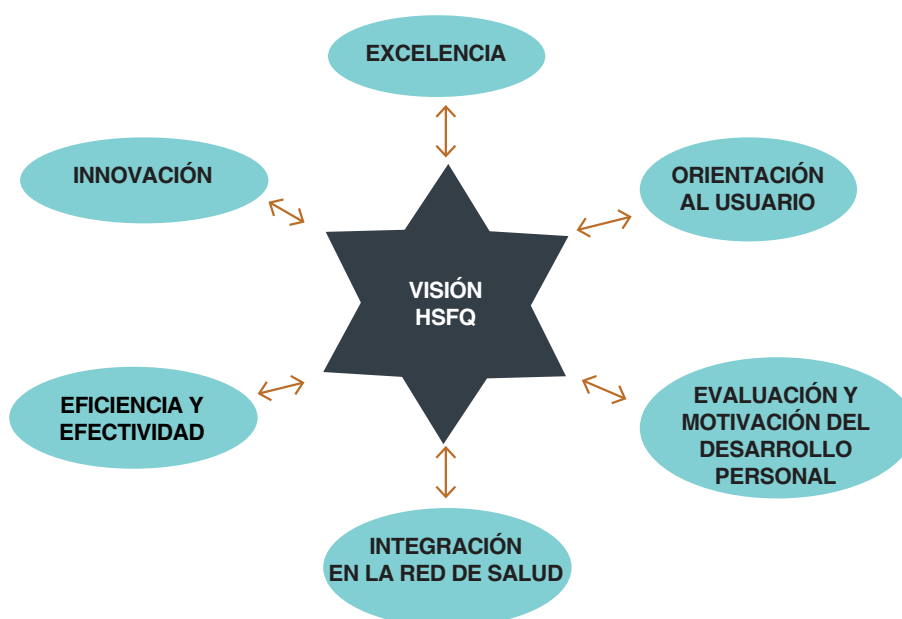 EXCELENCIA
INNOVACIÓN
ORIENTACIÓN
AL USUARIO
VISIÓN
HSFQ
EFICIENCIA Y
EFECTIVIDAD
EVALUACIÓN Y
MOTIVACIÓN DEL
DESARROLLO
PERSONAL
INTEGRACIÓN
EN LA RED DE SALUD